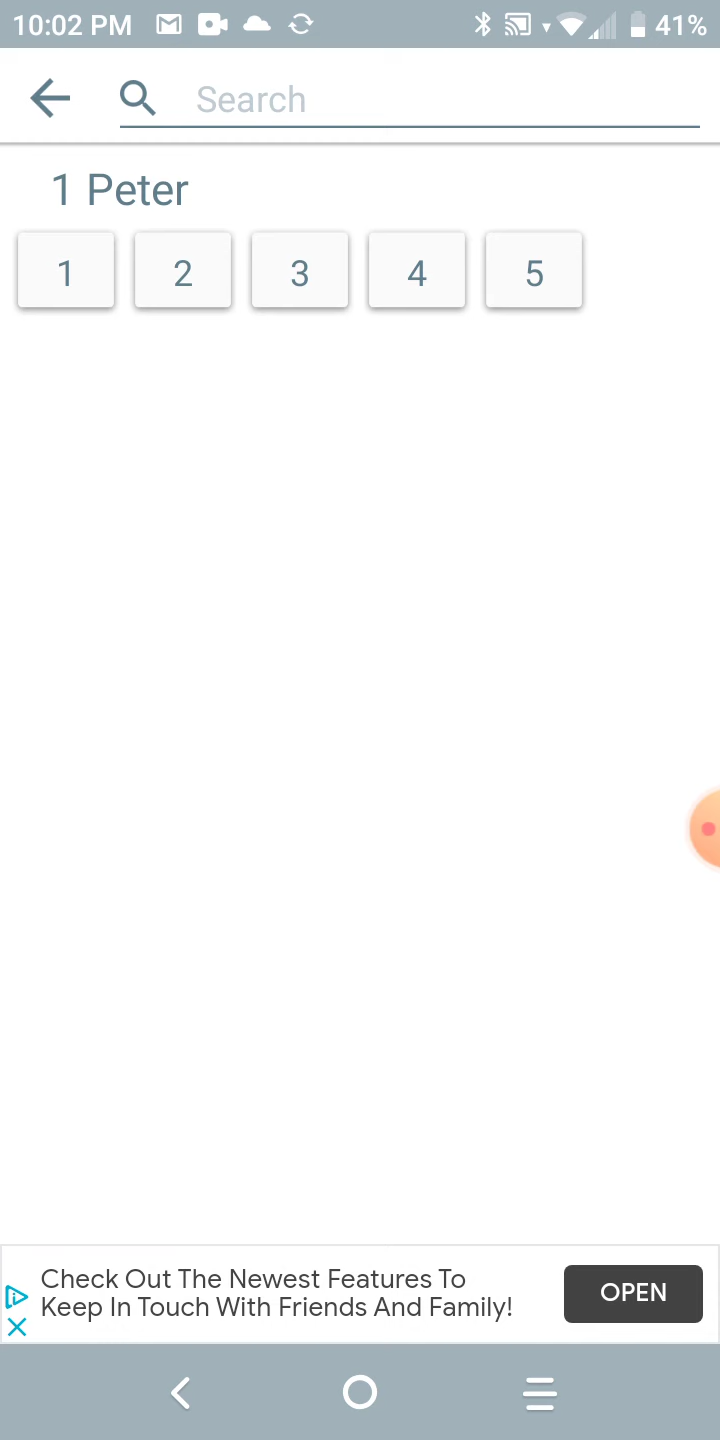 10:02 PM 41%
Search
1 Peter
1 2 3 4 5
Check Out The Newest Features To
Keep In Touch With Friends And Family!
OPEN